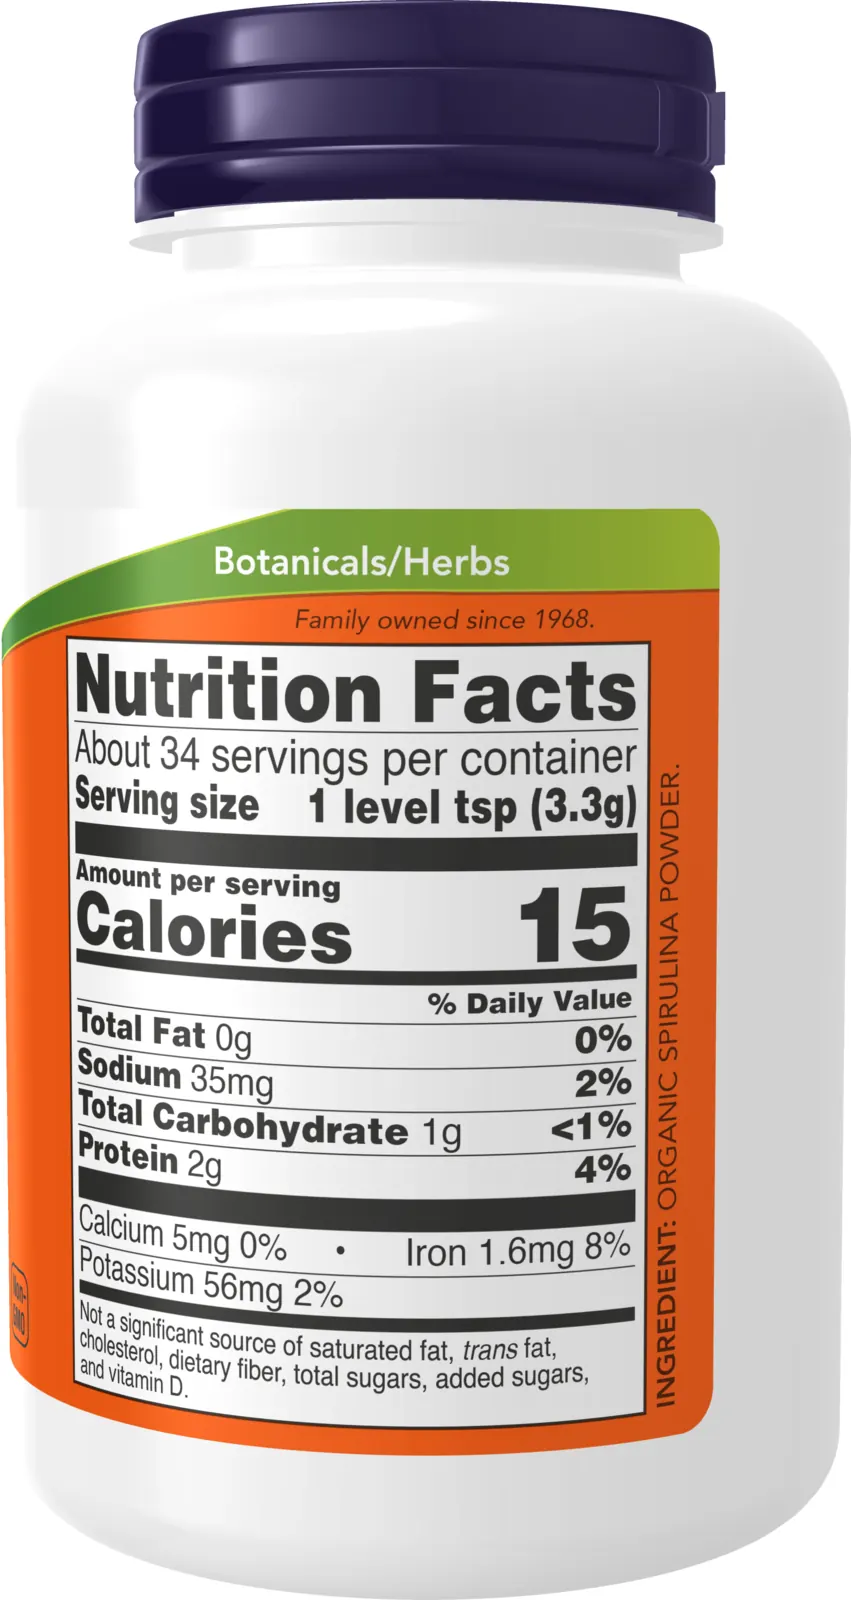 Botanicals/Herbs
Family owned since 1968.
Nutrition Facts
About 34 servings per container
Serving size 1 level tsp (3.3g)
Amount per serving
Calories 15
% Daily Value
Total Fat 0g 0%
Sodium 35mg 2%
Total Carbohydrate 1g <1%
Protein 2g 4%
Calcium 5mg 0% • Iron 1.6mg 8%
Potassium 56mg 2%
Not a significant source of saturated fat, trans fat,
cholesterol, dietary fiber, total sugars, added sugars,
and vitamin D.
INGREDIENT: ORGANIC SPIRULINA POWDER.
Non-
GMO